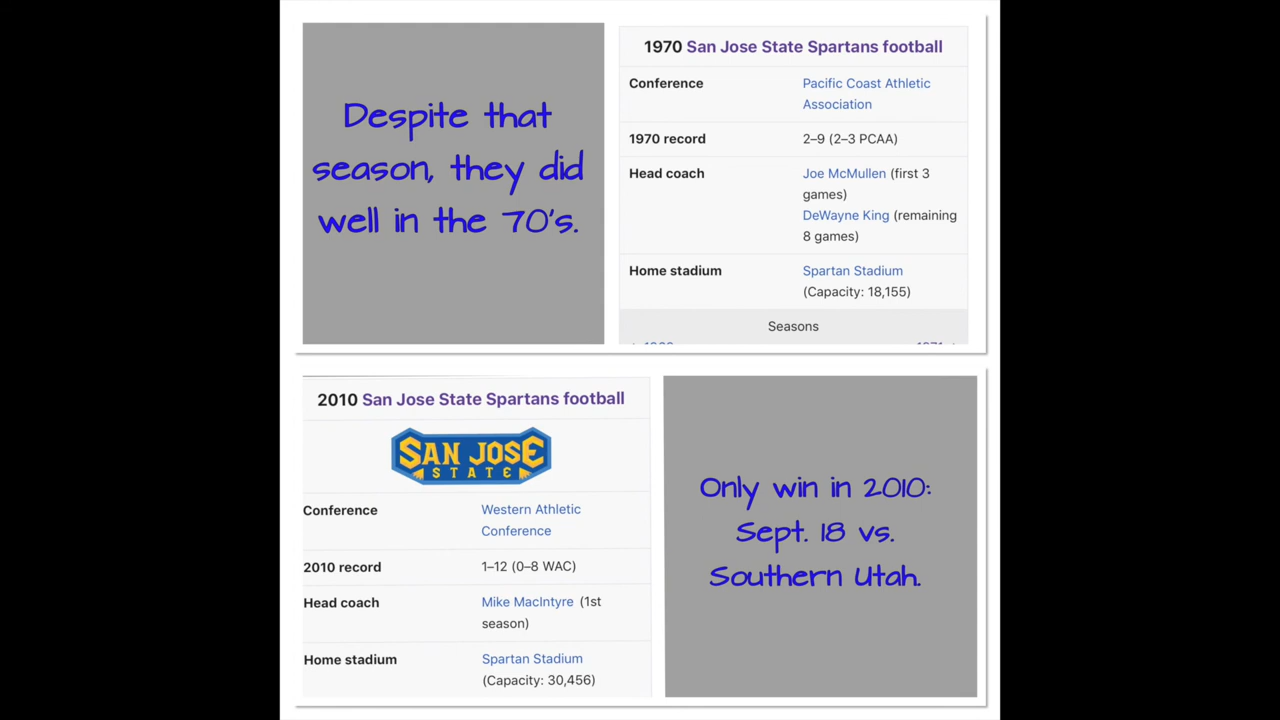 Despite that
season, they did
well in the 70's.
1970 San Jose State Spartans football
Conference Pacific Coast Athletic
Association
1970 record 2–9 (2–3 PCAA)
Head coach Joe McMullen (first 3
games)
DeWayne King (remaining
8 games)
Home stadium Spartan Stadium
(Capacity: 18,155)
Seasons
2010 San Jose State Spartans football
SAN JOSE
STATE
Conference Western Athletic
Conference
2010 record 1–12 (0–8 WAC)
Head coach Mike MacIntyre (1st
season)
Home stadium Spartan Stadium
(Capacity: 30,456)
Only win in 2010:
Sept. 18 vs.
Southern Utah.